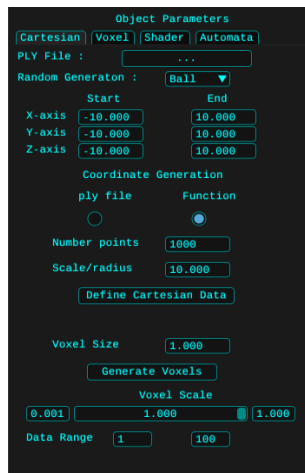 Object Parameters
Cartesian Voxel Shader Automata
PLY File : ...
Random Generaton : Ball ▼
Start End
X-axis -10.000 10.000
Y-axis -10.000 10.000
Z-axis -10.000 10.000
Coordinate Generation
ply file Function
Number points 1000
Scale/radius 10.000
Define Cartesian Data
Voxel Size 1.000
Generate Voxels
Voxel Scale
0.001 1.000 1.000
Data Range 1 100